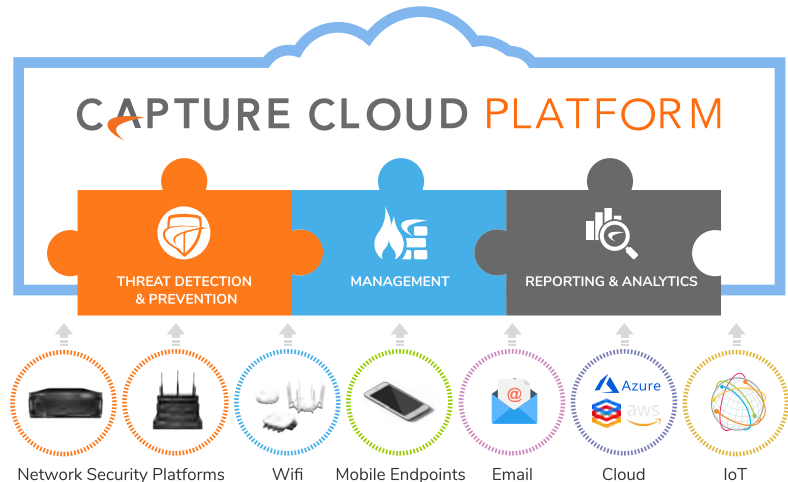 CAPTURE CLOUD PLATFORM
THREAT DETECTION
& PREVENTION
MANAGEMENT
REPORTING & ANALYTICS
@
Azure
aws
Network Security Platforms
Wifi
Mobile Endpoints
Email
Cloud
IoT